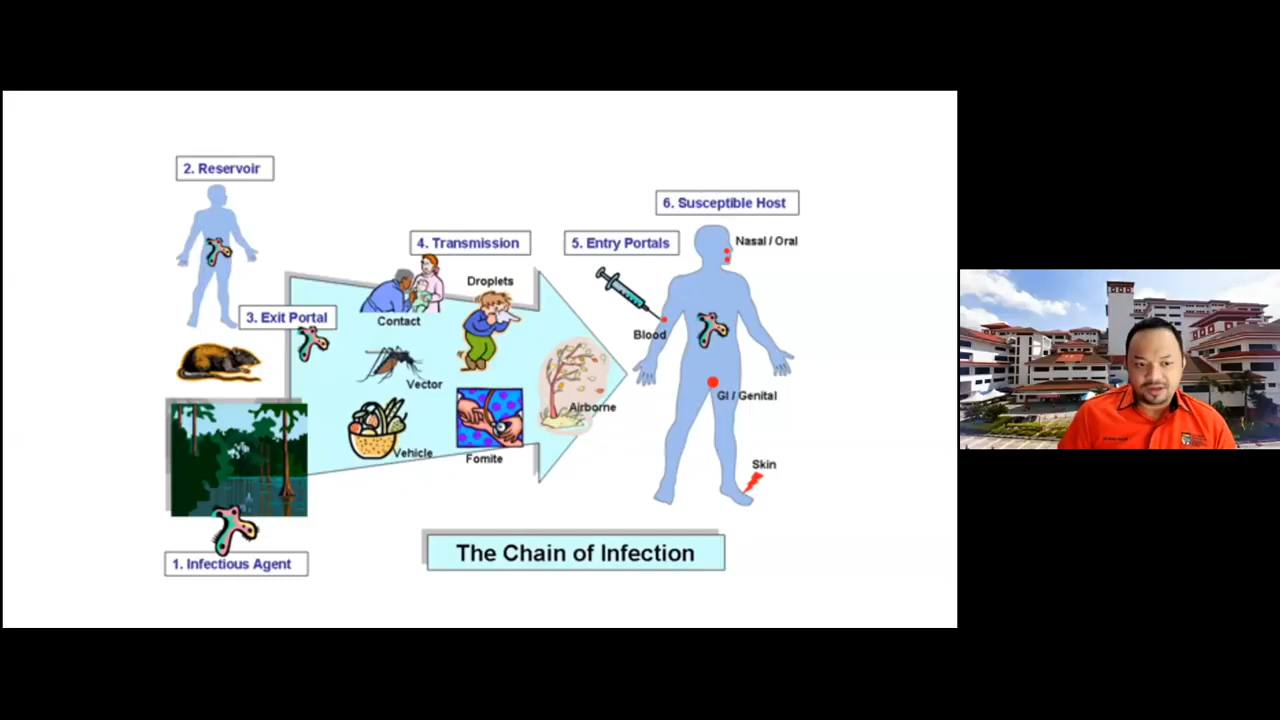 2. Reservoir
6. Susceptible Host
4. Transmission
5. Entry Portals
Nasal / Oral
Droplets
3. Exit Portal
Contact
Blood
Vector
GI / Genital
Airborne
Vehicle
Fomite
Skin
The Chain of Infection
1. Infectious Agent